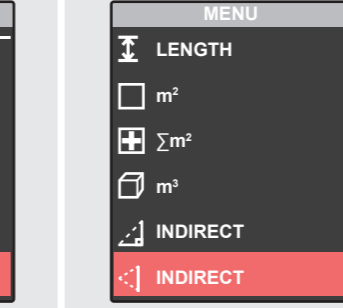 MENU
LENGTH
m²
∑m²
m³
INDIRECT
INDIRECT